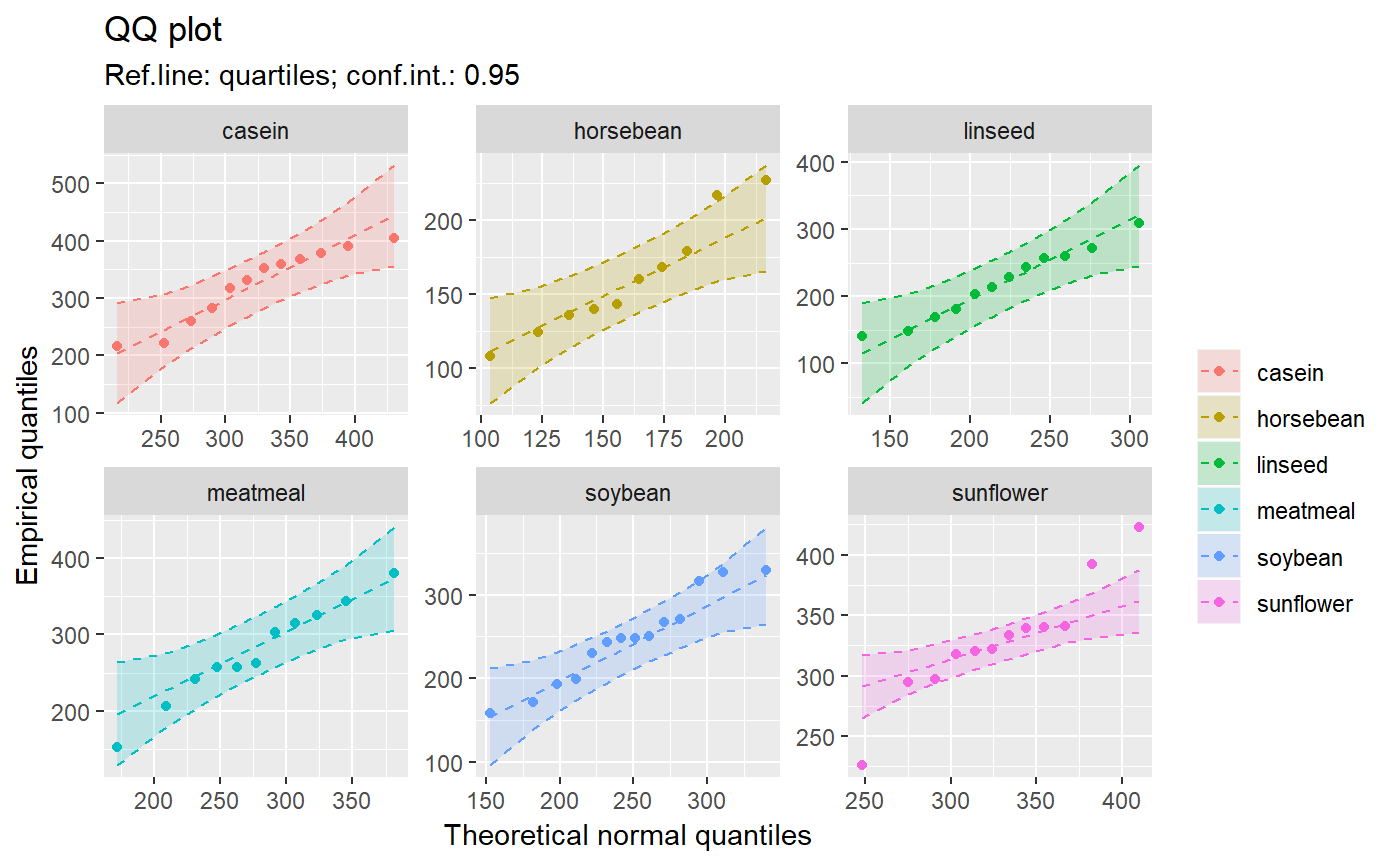 QQ plot
Ref.line: quartiles; conf.int.: 0.95
casein
horsebean
linseed
500
400
300
200
100
200
150
100
400
300
200
100
250 300 350 400
100 125 150 175 200
150 200 250 300
meatmeal
soybean
sunflower
400
300
200
300
200
100
400
350
300
250
200 250 300 350
150 200 250 300
250 300 350 400
Empirical quantiles
Theoretical normal quantiles
casein
horsebean
linseed
meatmeal
soybean
sunflower